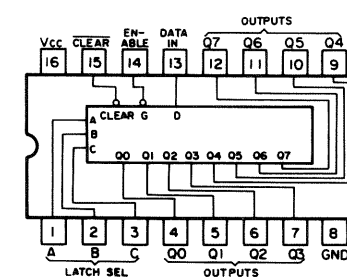 OUTPUTS
Vcc CLEAR EN-ABLE DATA IN Q7 Q6 Q5 Q4
16 15 14 13 12 11 10 9
CLEAR G D
A
B
C
Q0 Q1 Q2 Q3 Q4 Q5 Q6 Q7
1 2 3 4 5 6 7 8
A B C Q0 Q1 Q2 Q3 GND
LATCH SEL OUTPUTS